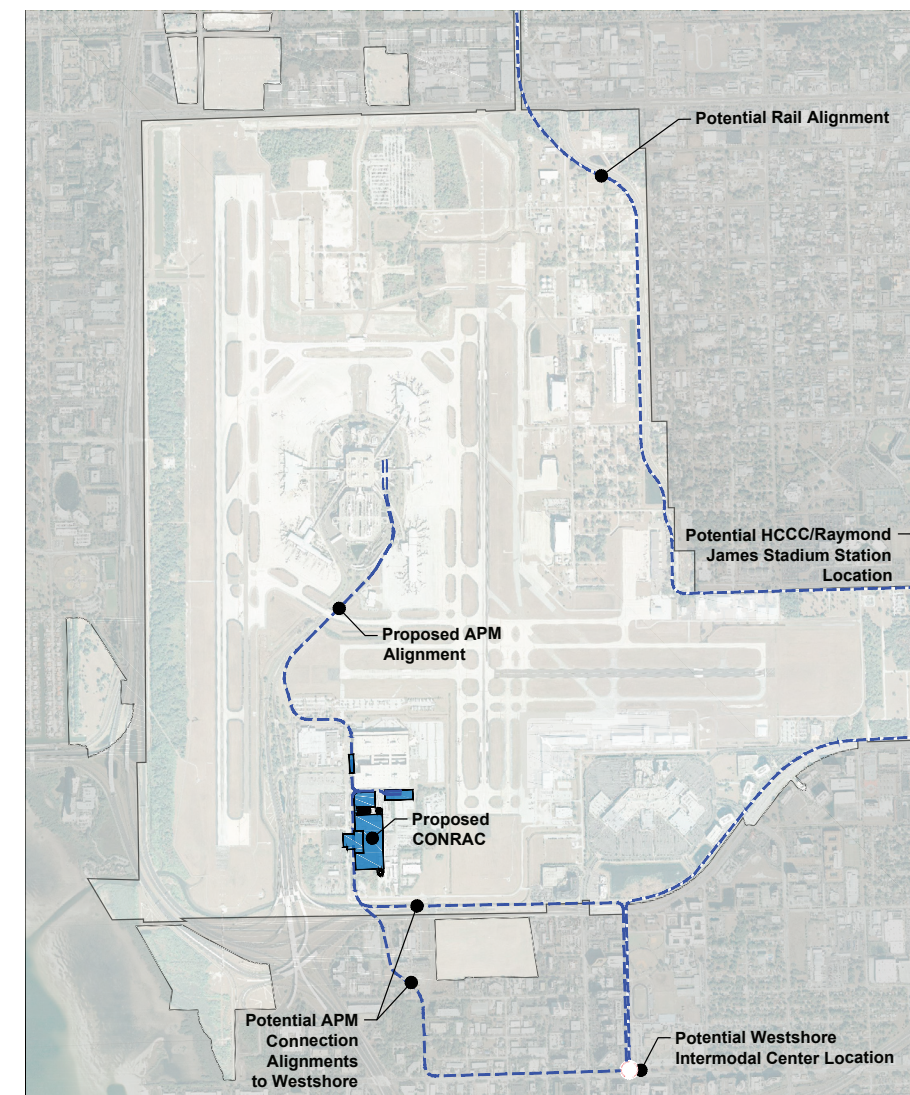 Potential Rail Alignment
Potential HCCC/Raymond
James Stadium Station
Location
Proposed APM
Alignment
Proposed
CONRAC
Potential APM
Connection
Alignments
to Westshore
Potential Westshore
Intermodal Center Location